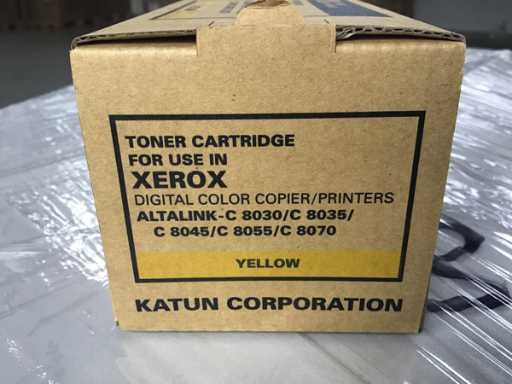 TONER CARTRIDGE
FOR USE IN
XEROX
DIGITAL COLOR COPIER/PRINTERS
ALTALINK-C 8030/C 8035/
C 8045/C 8055/C 8070
YELLOW
KATUN CORPORATION